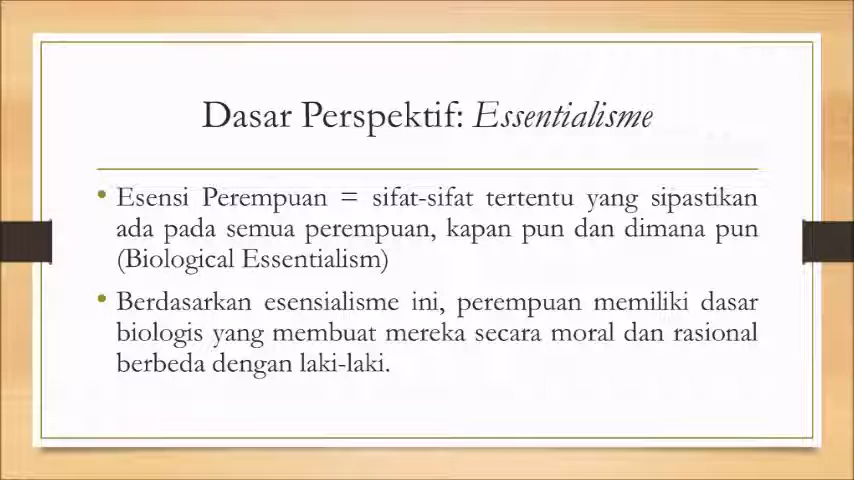 Dasar Perspektif: Essentialisme
• Esensi Perempuan = sifat-sifat tertentu yang sipastikan
ada pada semua perempuan, kapan pun dan dimana pun
(Biological Essentialism)
• Berdasarkan esensialisme ini, perempuan memiliki dasar
biologis yang membuat mereka secara moral dan rasional
berbeda dengan laki-laki.